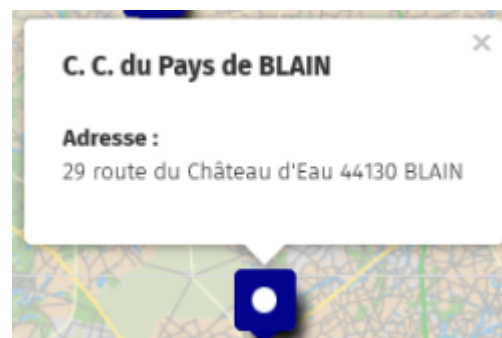 C. C. du Pays de BLAIN
×
Adresse :
29 route du Château d'Eau 44130 BLAIN